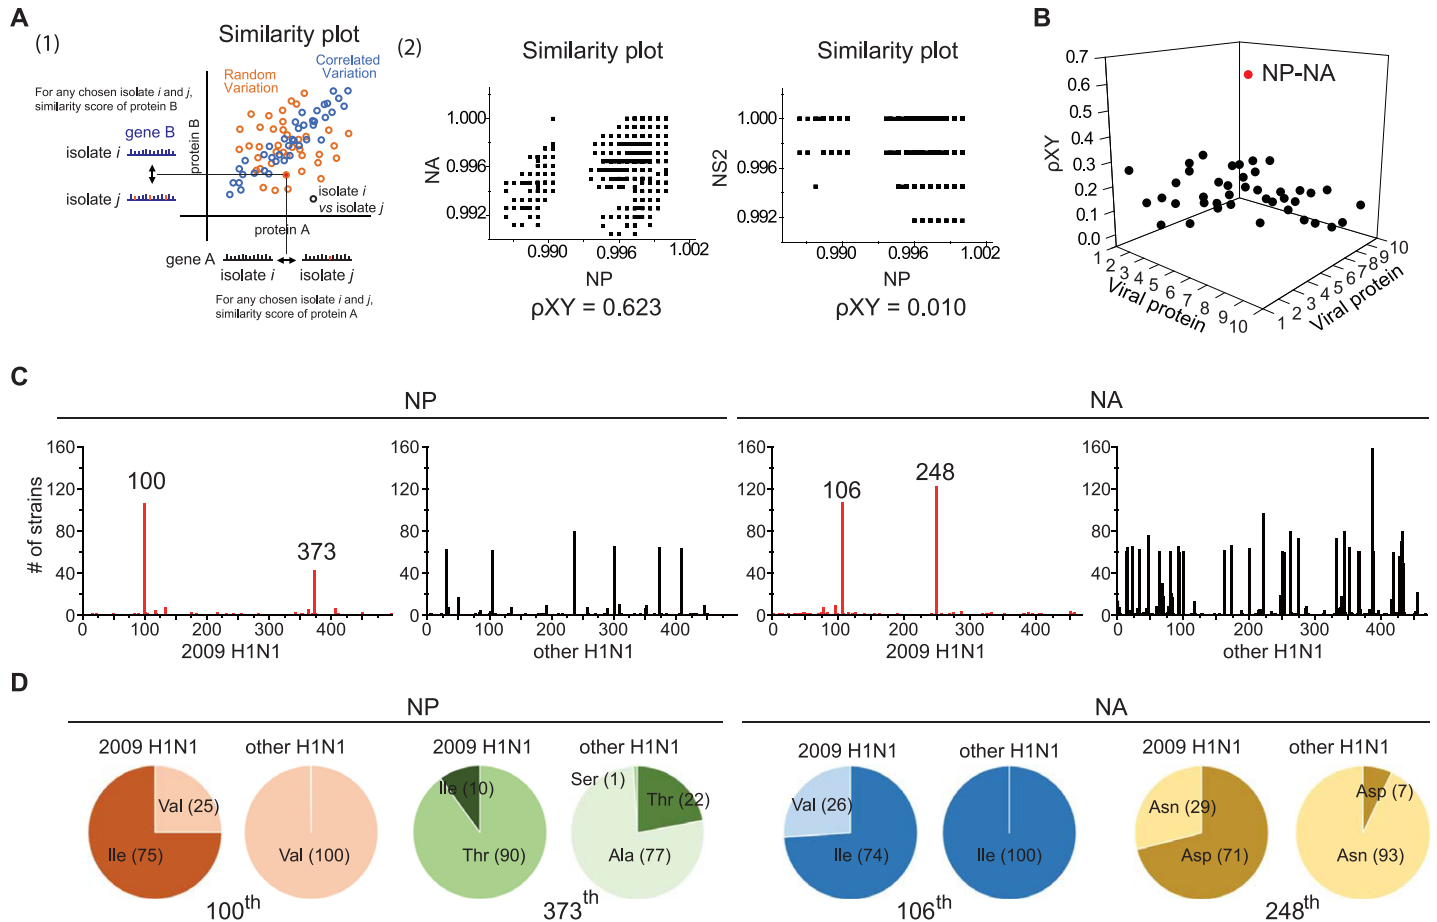 A
(1)
Similarity plot
Random
Variation
Correlated
Variation
For any chosen isolate i and j,
similarity score of protein B
gene B
isolate i
isolate j
protein B
isolate i
vs isolate j
protein A
gene A
isolate i
isolate j
For any chosen isolate i and j,
similarity score of protein A
(2)
Similarity plot
NA
1.000
0.996
0.992
0.990
0.996
1.002
NP
ρXY = 0.623
Similarity plot
NS2
1.000
0.996
0.992
0.990
0.996
1.002
NP
ρXY = 0.010
B
0.7
0.6
0.5
0.4
0.3
0.2
0.1
0.0
ρXY
NP-NA
1 2 3 4 5 6 7 8 9 10
Viral protein
1 2 3 4 5 6 7 8 9 10
Viral protein
C
NP
NA
# of strains
160
120
80
40
0
100
373
0 100 200 300 400
2009 H1N1
160
120
80
40
0
0 100 200 300 400
other H1N1
160
120
80
40
0
106
248
0 100 200 300 400
2009 H1N1
160
120
80
40
0
0 100 200 300 400
other H1N1
D
NP
NA
2009 H1N1
other H1N1
2009 H1N1
other H1N1
2009 H1N1
other H1N1
2009 H1N1
other H1N1
Val (25)
Ile (75)
Val (100)
100th
Ile (10)
Thr (90)
Ser (1)
Thr (22)
Ala (77)
373th
Val (26)
Ile (74)
Ile (100)
106th
Asn (29)
Asp (71)
Asp (7)
Asn (93)
248th